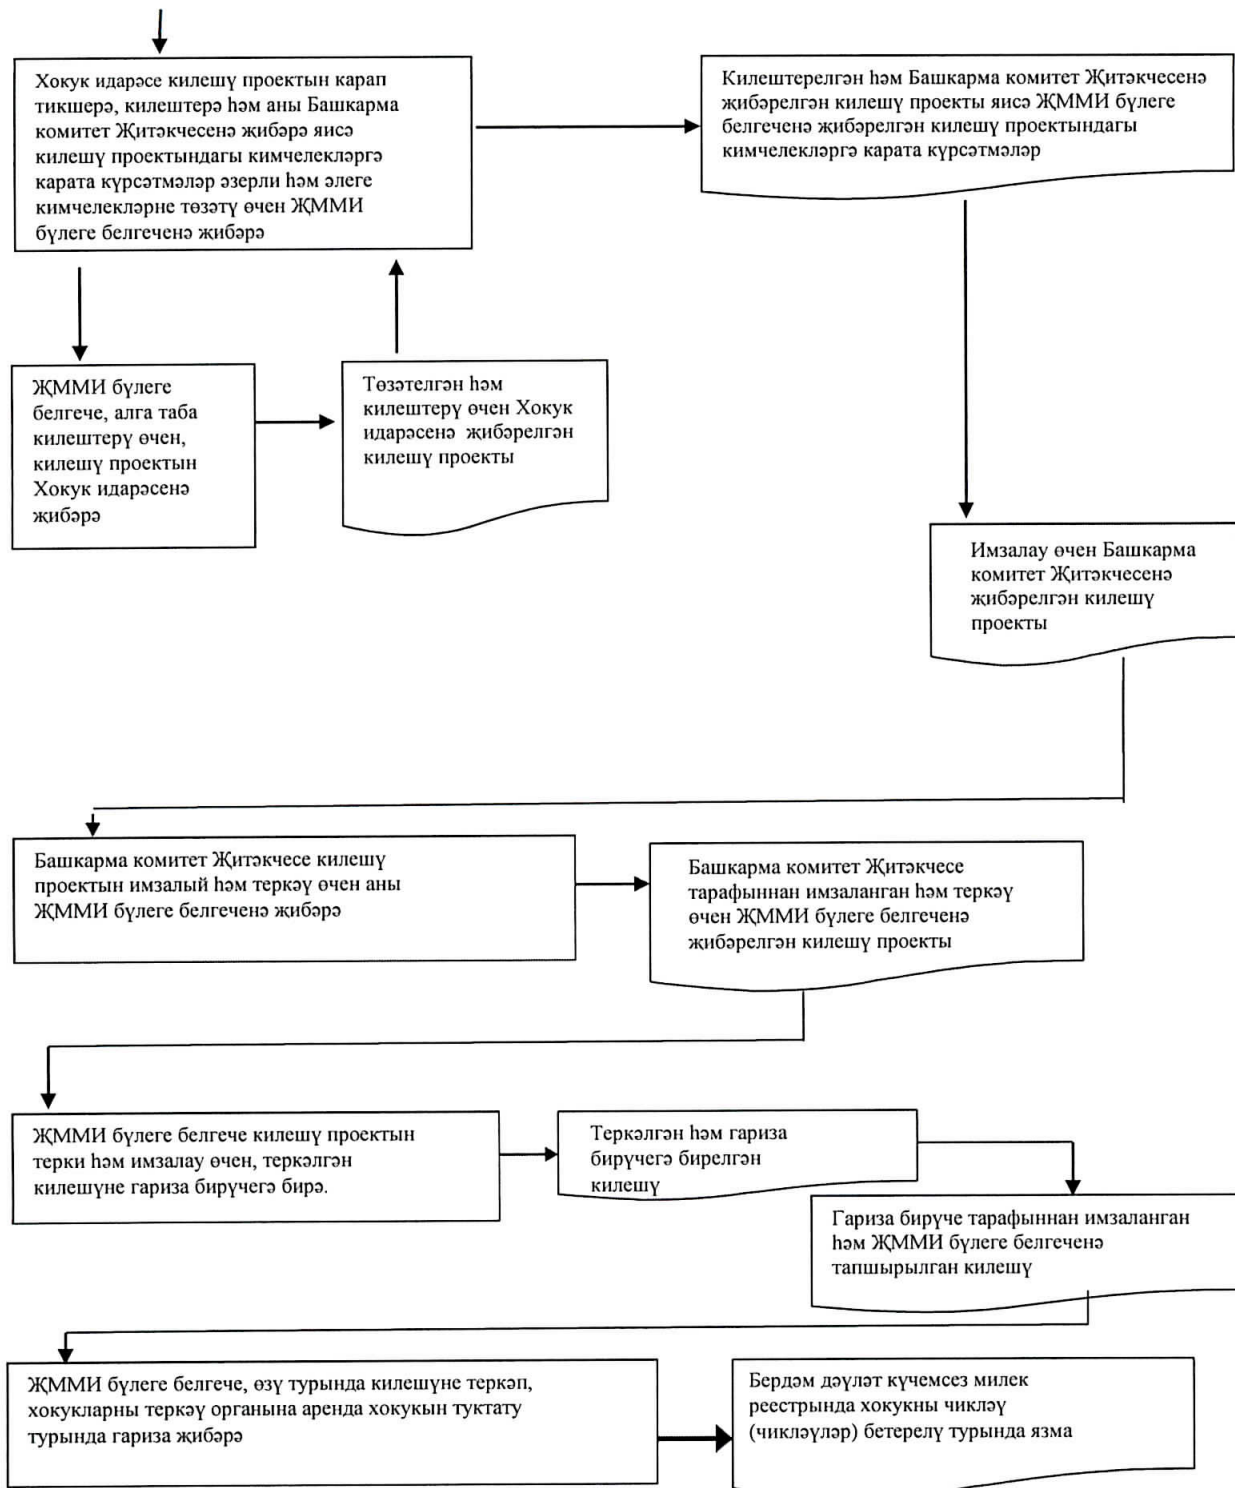 Хокук идарәсе килешү проектын карап
тикшерә, килештерә һәм аны Башкарма
комитет Җитәкчесенә җибәрә яисә
килешү проектындагы кимчелекләргә
карата күрсәтмәләр әзерли һәм әлеге
кимчелекләрне төзәтү өчен ҖММИ
бүлеге белгеченә җибәрә
Килештерелгән һәм Башкарма комитет Җитәкчесенә
җибәрелгән килешү проекты яисә ҖММИ бүлеге
белгеченә җибәрелгән килешү проектындагы
кимчелекләргә карата күрсәтмәләр
ҖММИ бүлеге
белгече, алга таба
килештерү өчен,
килешү проектын
Хокук идарәсенә
җибәрә
Төзәтелгән һәм
килештерү өчен Хокук
идарәсенә җибәрелгән
килешү проекты
Имзалау өчен Башкарма
комитет Җитәкчесенә
җибәрелгән килешү
проекты
Башкарма комитет Җитәкчесе килешү
проектын имзалый һәм теркәү өчен аны
ҖММИ бүлеге белгеченә җибәрә
Башкарма комитет Җитәкчесе
тарафыннан имзаланган һәм теркәү
өчен ҖММИ бүлеге белгеченә
җибәрелгән килешү проекты
ҖММИ бүлеге белгече килешү проектын
терки һәм имзалау өчен, теркәлгән
килешүне гариза бирүчегә бирә.
Теркәлгән һәм гариза
бирүчегә бирелгән
килешү
Гариза бирүче тарафыннан имзаланган
һәм ҖММИ бүлеге белгеченә
тапшырылган килешү
ҖММИ бүлеге белгече, өзү турында килешүне теркәп,
хокукларны теркәү органына аренда хокукын туктату
турында гариза җибәрә
Бердәм дәүләт күчемсез милек
реестрында хокукны чикләү
(чикләүләр) бетерелү турында язма